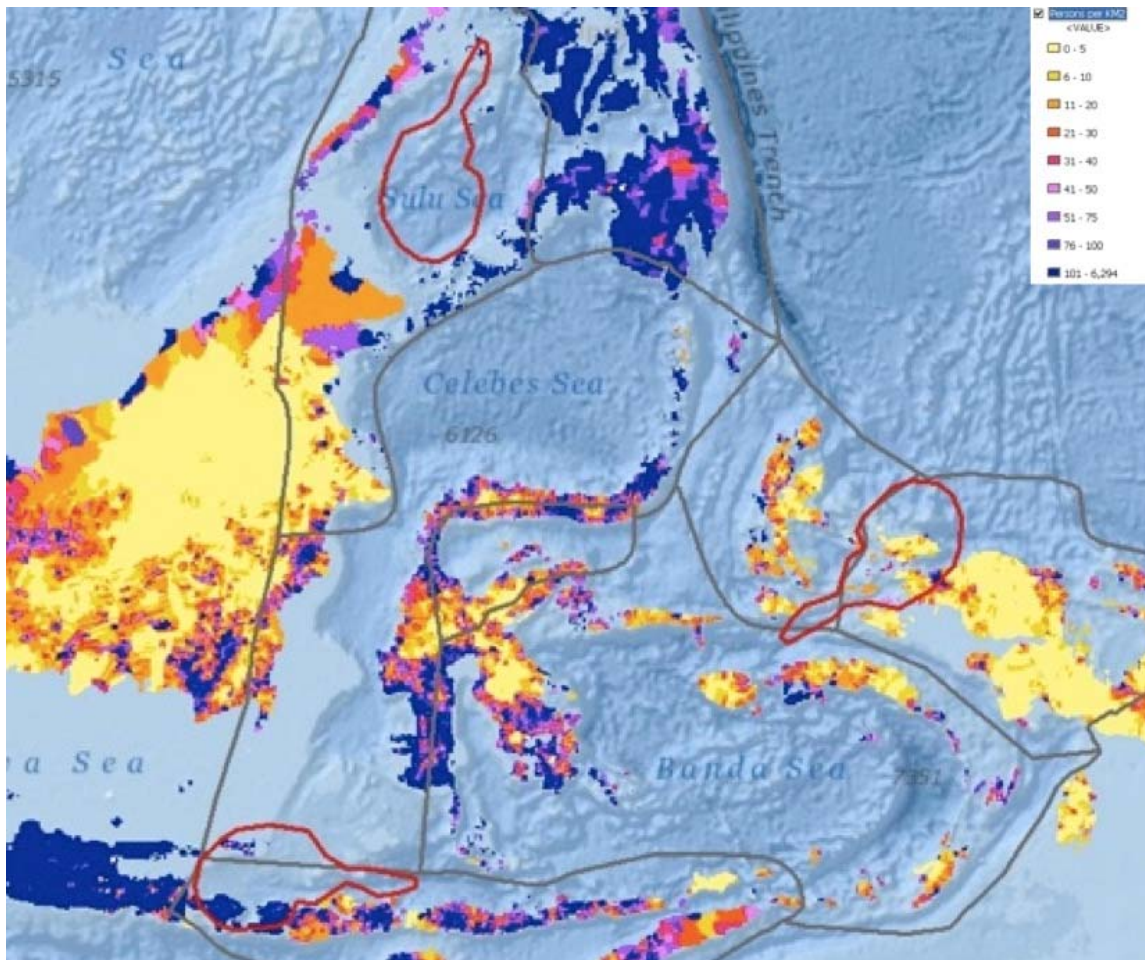 Persons per KM2
<VALUE>
0 - 5
6 - 10
11 - 20
21 - 30
31 - 40
41 - 50
51 - 75
76 - 100
101 - 6,294
Sea
5315
Trench
Sulu Sea
Celebes Sea
6126
a Sea
Banda Sea
7351